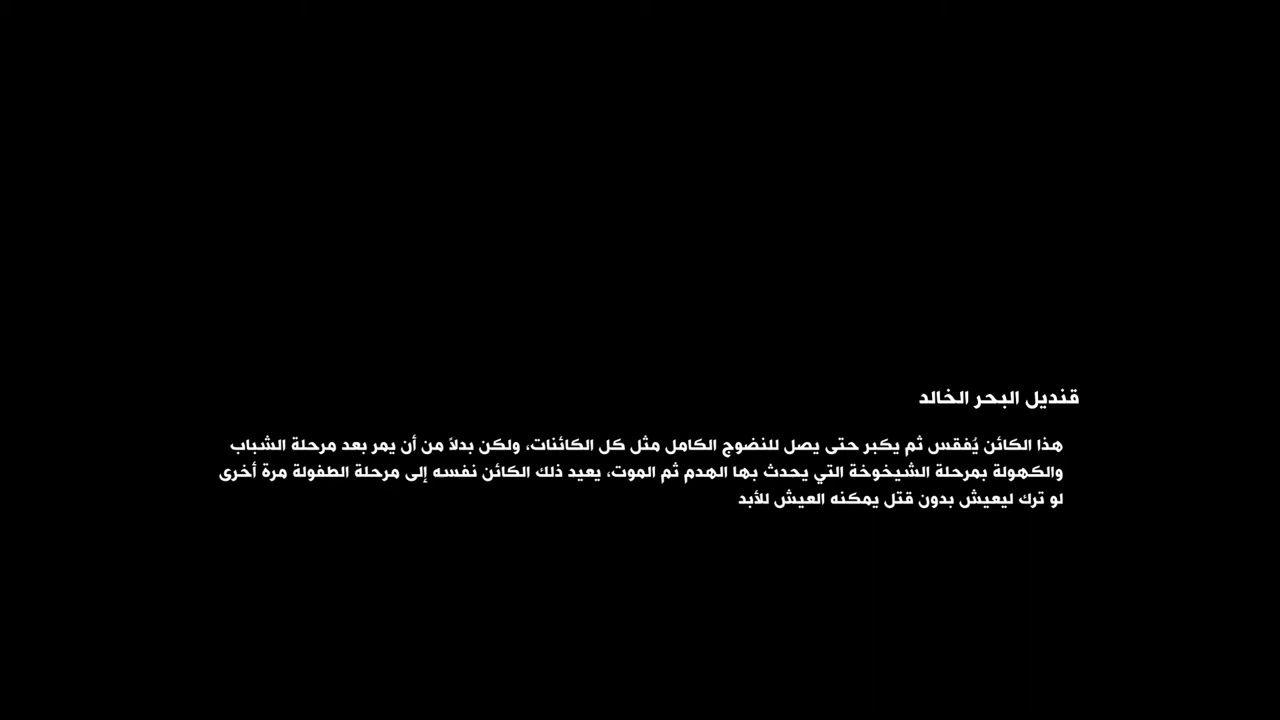 قنديل البحر الخالد
هذا الكائن يُفقس ثم يكبر حتى يصل للنضوج الكامل مثل كل الكائنات، ولكن بدلاً من أن يمر بعد مرحلة الشباب
والكهولة بمرحلة الشيخوخة التي يحدث بها الهدم ثم الموت، يعيد ذلك الكائن نفسه إلى مرحلة الطفولة مرة أخرى
لو ترك ليعيش بدون قتل يمكنه العيش للأبد